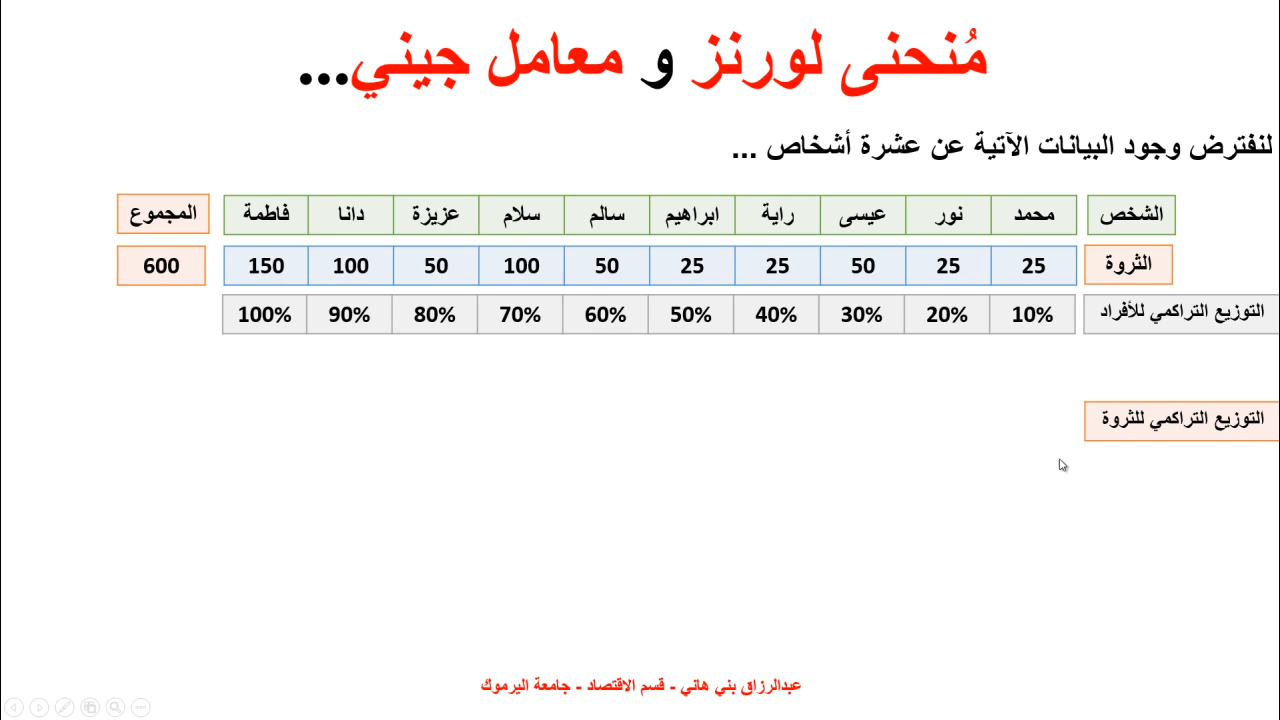 مُنحنى لورنز و معامل جيني...
لنفترض وجود البيانات الآتية عن عشرة أشخاص ...
الشخص محمد نور عيسى راية ابراهيم سالم سلام عزيزة دانا فاطمة المجموع
الثروة 25 25 50 25 25 50 100 50 100 150 600
التوزيع التراكمي للأفراد 10% 20% 30% 40% 50% 60% 70% 80% 90% 100%
التوزيع التراكمي للثروة
عبدالرزاق بني هاني - قسم الاقتصاد - جامعة اليرموك